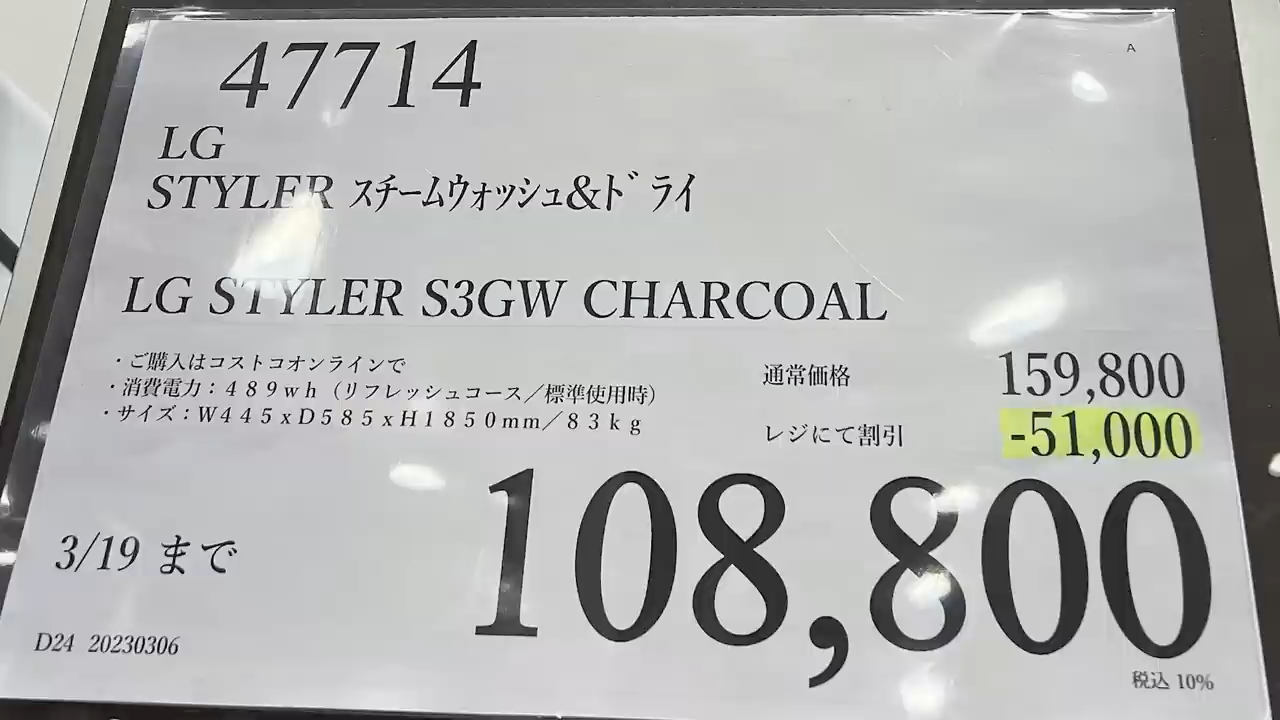 A
47714
LG
STYLER スチームウォッシュ&ドライ
LG STYLER S3GW CHARCOAL
・ご購入はコストコオンラインで
・消費電力：４８９ｗｈ（リフレッシュコース／標準使用時）
・サイズ：Ｗ４４５ｘＤ５８５ｘＨ１８５０ｍｍ／８３ｋｇ
通常価格 159,800
レジにて割引 -51,000
108,800
3/19 まで
D24 20230306
税込 10%